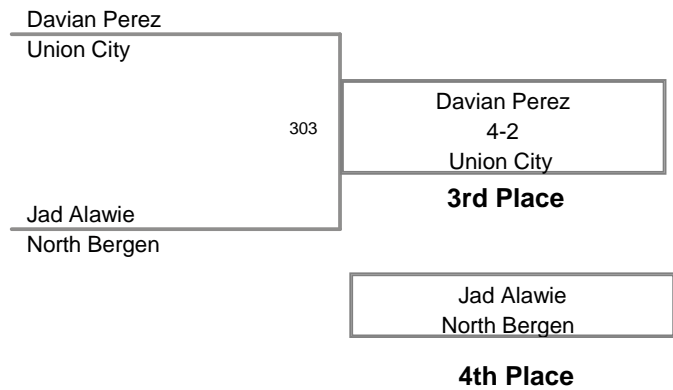 Davian Perez
Union City
303
Davian Perez
4-2
Union City
3rd Place
Jad Alawie
North Bergen
Jad Alawie
North Bergen
4th Place